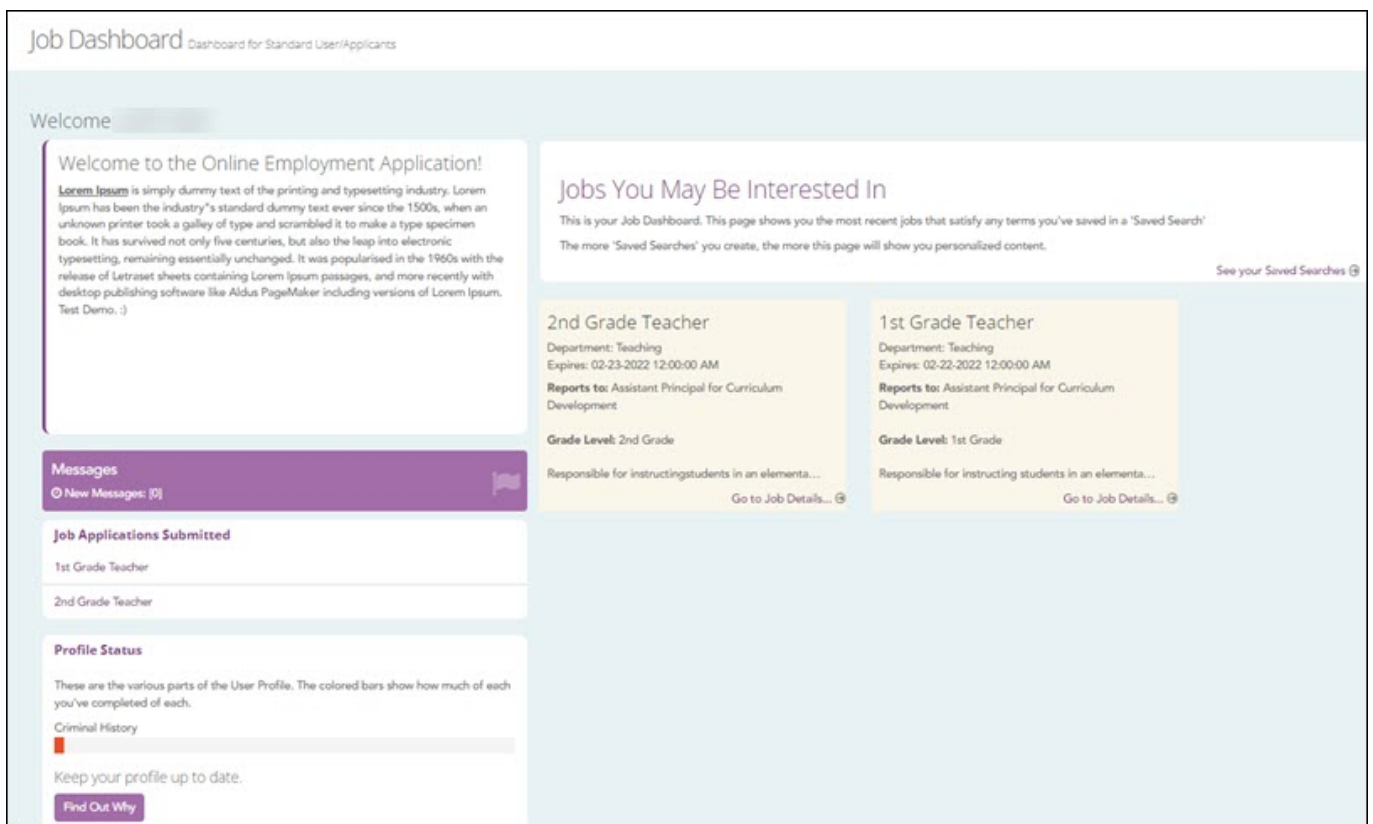 Job Dashboard Dashboard for Standard User/Applicants
Welcome
Welcome to the Online Employment Application!
Lorem Ipsum is simply dummy text of the printing and typesetting industry. Lorem
Ipsum has been the industry"s standard dummy text ever since the 1500s, when an
unknown printer took a galley of type and scrambled it to make a type specimen
book. It has survived not only five centuries, but also the leap into electronic
typesetting, remaining essentially unchanged. It was popularised in the 1960s with the
release of Letraset sheets containing Lorem Ipsum passages, and more recently with
desktop publishing software like Aldus PageMaker including versions of Lorem Ipsum.
Test Demo. :)
Messages
New Messages: [0]
Job Applications Submitted
1st Grade Teacher
2nd Grade Teacher
Profile Status
These are the various parts of the User Profile. The colored bars show how much of each
you've completed of each.
Criminal History
Keep your profile up to date.
Find Out Why
Jobs You May Be Interested In
This is your Job Dashboard. This page shows you the most recent jobs that satisfy any terms you've saved in a 'Saved Search'
The more 'Saved Searches' you create, the more this page will show you personalized content.
See your Saved Searches
2nd Grade Teacher
Department: Teaching
Expires: 02-23-2022 12:00:00 AM
Reports to: Assistant Principal for Curriculum
Development
Grade Level: 2nd Grade
Responsible for instructingstudents in an elementa...
Go to Job Details...
1st Grade Teacher
Department: Teaching
Expires: 02-22-2022 12:00:00 AM
Reports to: Assistant Principal for Curriculum
Development
Grade Level: 1st Grade
Responsible for instructing students in an elementa...
Go to Job Details...